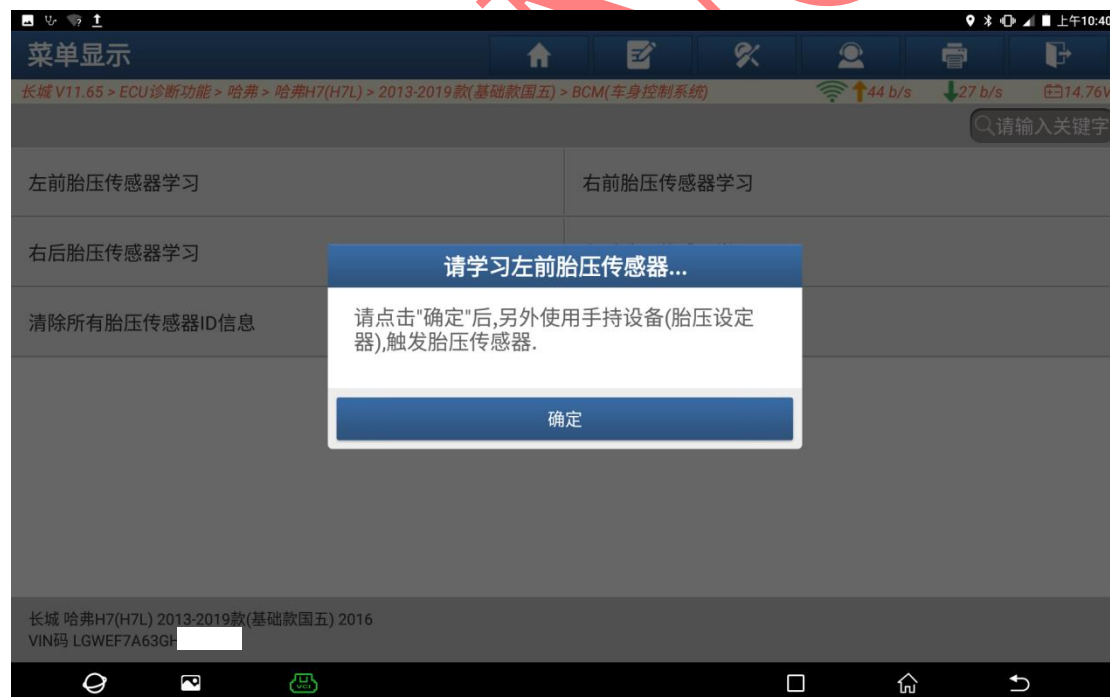 上午10:40
菜单显示
长城 V11.65 > ECU诊断功能 > 哈弗 > 哈弗H7(H7L) > 2013-2019款(基础款国五) > BCM(车身控制系统)
44 b/s
27 b/s
14.76V
请输入关键字
左前胎压传感器学习
右前胎压传感器学习
右后胎压传感器学习
清除所有胎压传感器ID信息
请学习左前胎压传感器...
请点击"确定"后,另外使用手持设备(胎压设定
器),触发胎压传感器.
确定
长城 哈弗H7(H7L) 2013-2019款(基础款国五) 2016
VIN码 LGWEF7A63GH
VCI